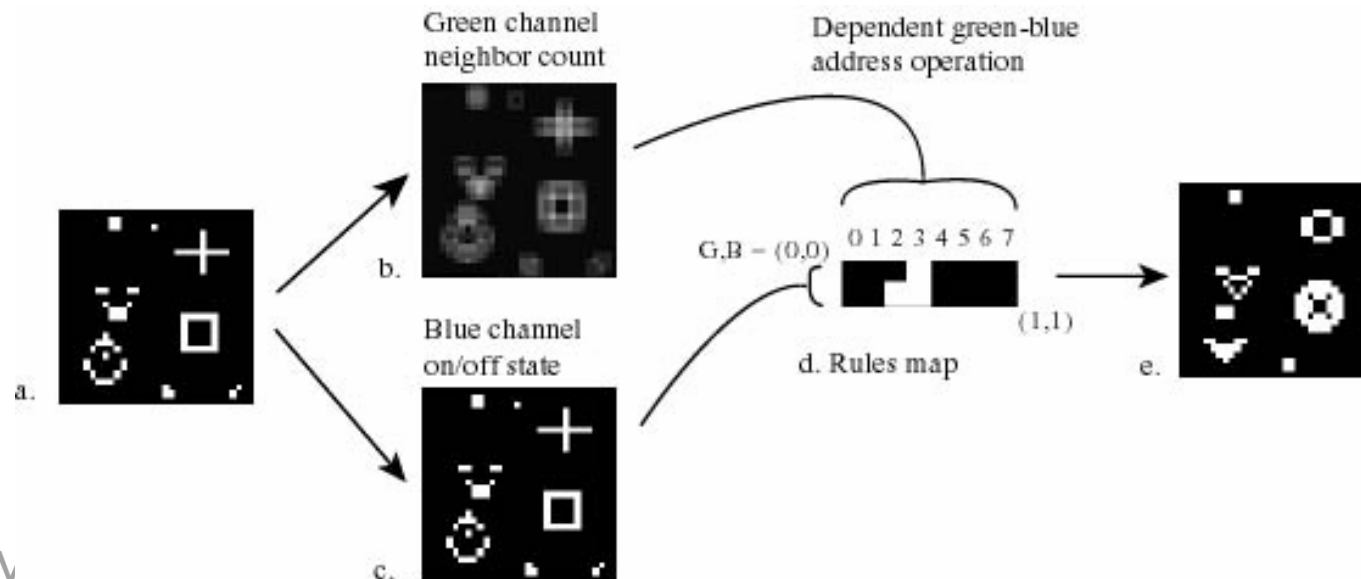 Green channel
neighbor count
Dependent green-blue
address operation
a.
b.
G,B = (0,0)
0 1 2 3 4 5 6 7
(1,1)
d. Rules map
e.
Blue channel
on/off state
c.